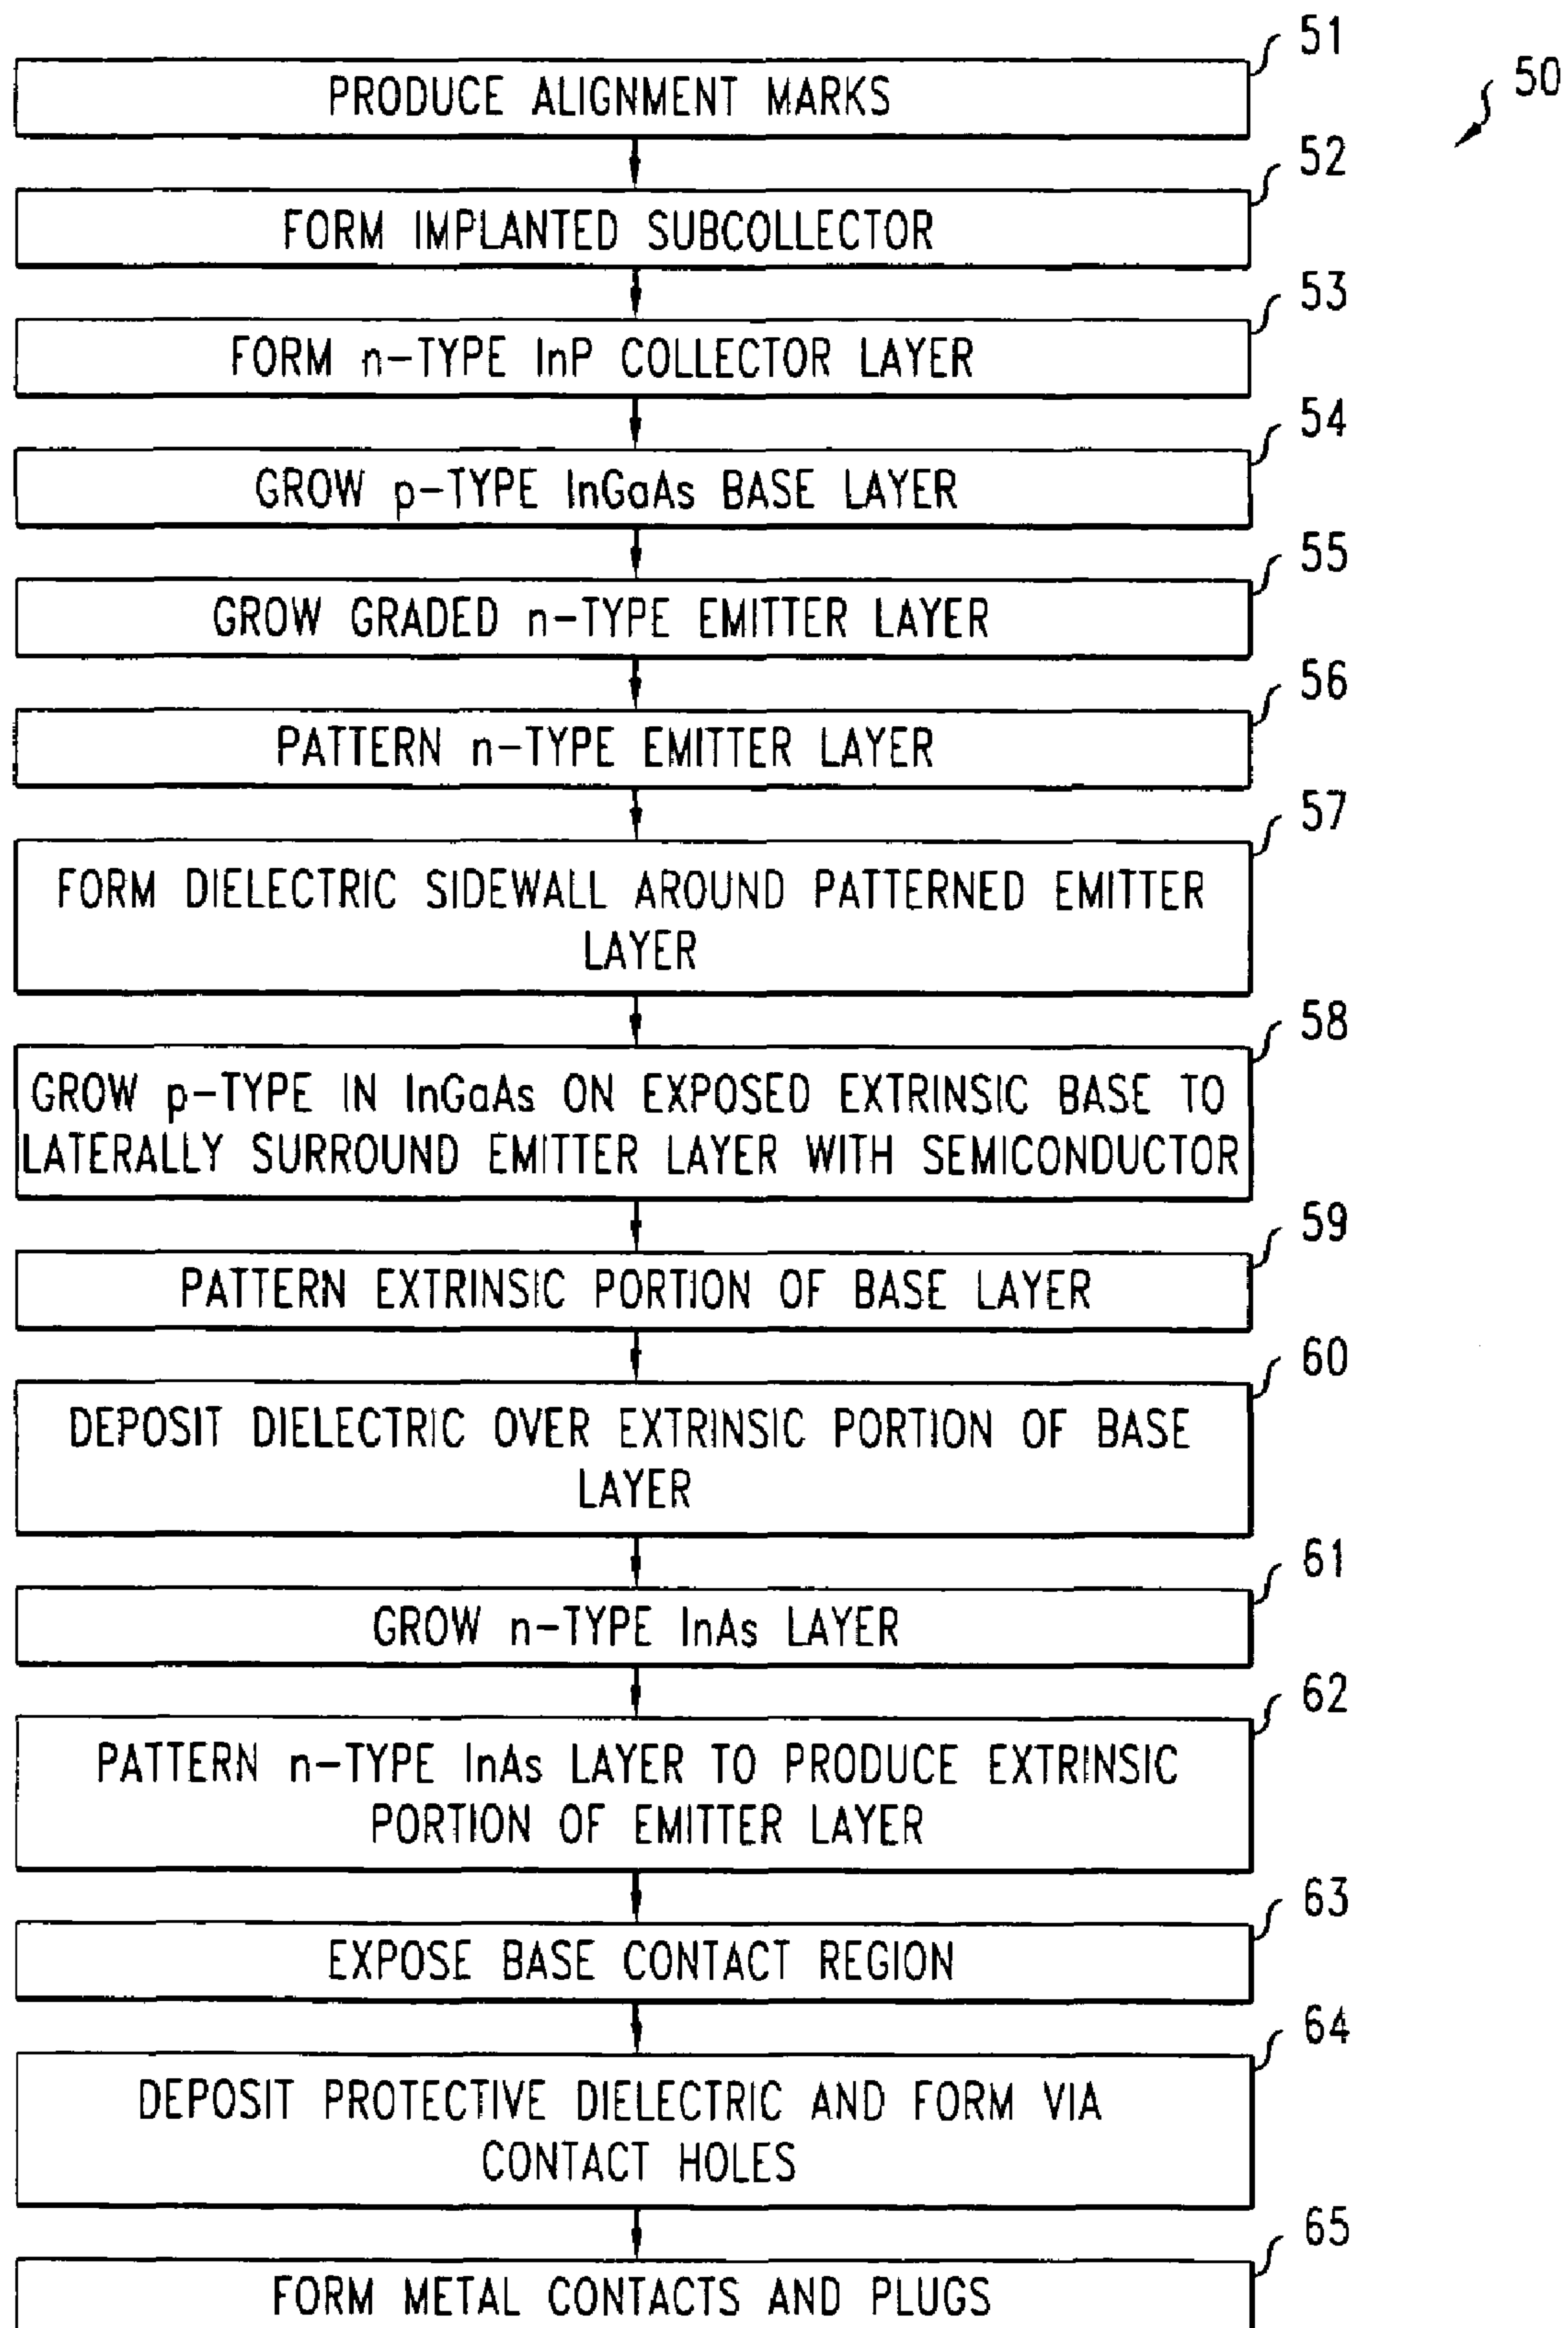 51
PRODUCE ALIGNMENT MARKS
50
52
FORM IMPLANTED SUBCOLLECTOR
53
FORM n-TYPE InP COLLECTOR LAYER
54
GROW p-TYPE InGaAs BASE LAYER
55
GROW GRADED n-TYPE EMITTER LAYER
56
PATTERN n-TYPE EMITTER LAYER
57
FORM DIELECTRIC SIDEWALL AROUND PATTERNED EMITTER
LAYER
58
GROW p-TYPE IN InGaAs ON EXPOSED EXTRINSIC BASE TO
LATERALLY SURROUND EMITTER LAYER WITH SEMICONDUCTOR
59
PATTERN EXTRINSIC PORTION OF BASE LAYER
60
DEPOSIT DIELECTRIC OVER EXTRINSIC PORTION OF BASE
LAYER
61
GROW n-TYPE InAs LAYER
62
PATTERN n-TYPE InAs LAYER TO PRODUCE EXTRINSIC
PORTION OF EMITTER LAYER
63
EXPOSE BASE CONTACT REGION
64
DEPOSIT PROTECTIVE DIELECTRIC AND FORM VIA
CONTACT HOLES
65
FORM METAL CONTACTS AND PLUGS